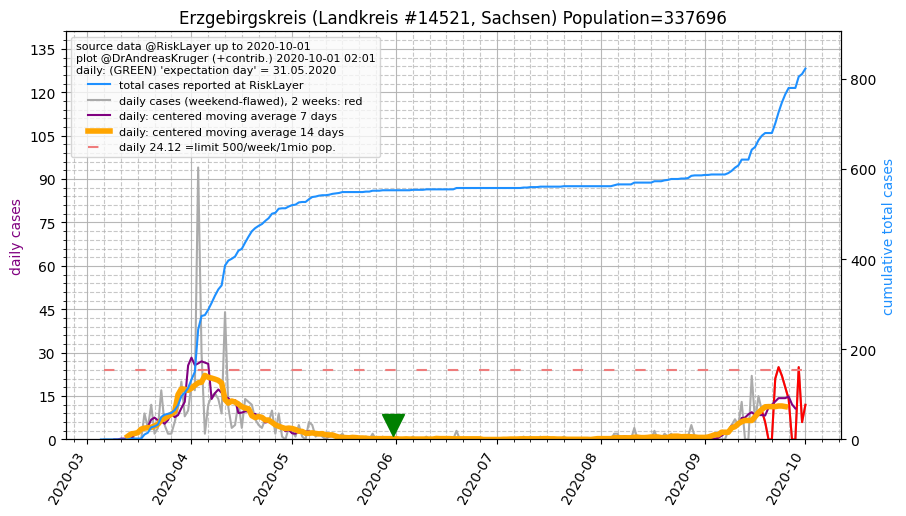 Erzgebirgskreis (Landkreis #14521, Sachsen) Population=337696
source data @RiskLayer up to 2020-10-01
plot @DrAndreasKruger (+contrib.) 2020-10-01 02:01
daily: (GREEN) 'expectation day' = 31.05.2020
total cases reported at RiskLayer
daily cases (weekend-flawed), 2 weeks: red
daily: centered moving average 7 days
daily: centered moving average 14 days
daily 24.12 =limit 500/week/1mio pop.
daily cases
135
120
105
90
75
60
45
30
15
0
cumulative total cases
800
600
400
200
0
2020-03
2020-04
2020-05
2020-06
2020-07
2020-08
2020-09
2020-10